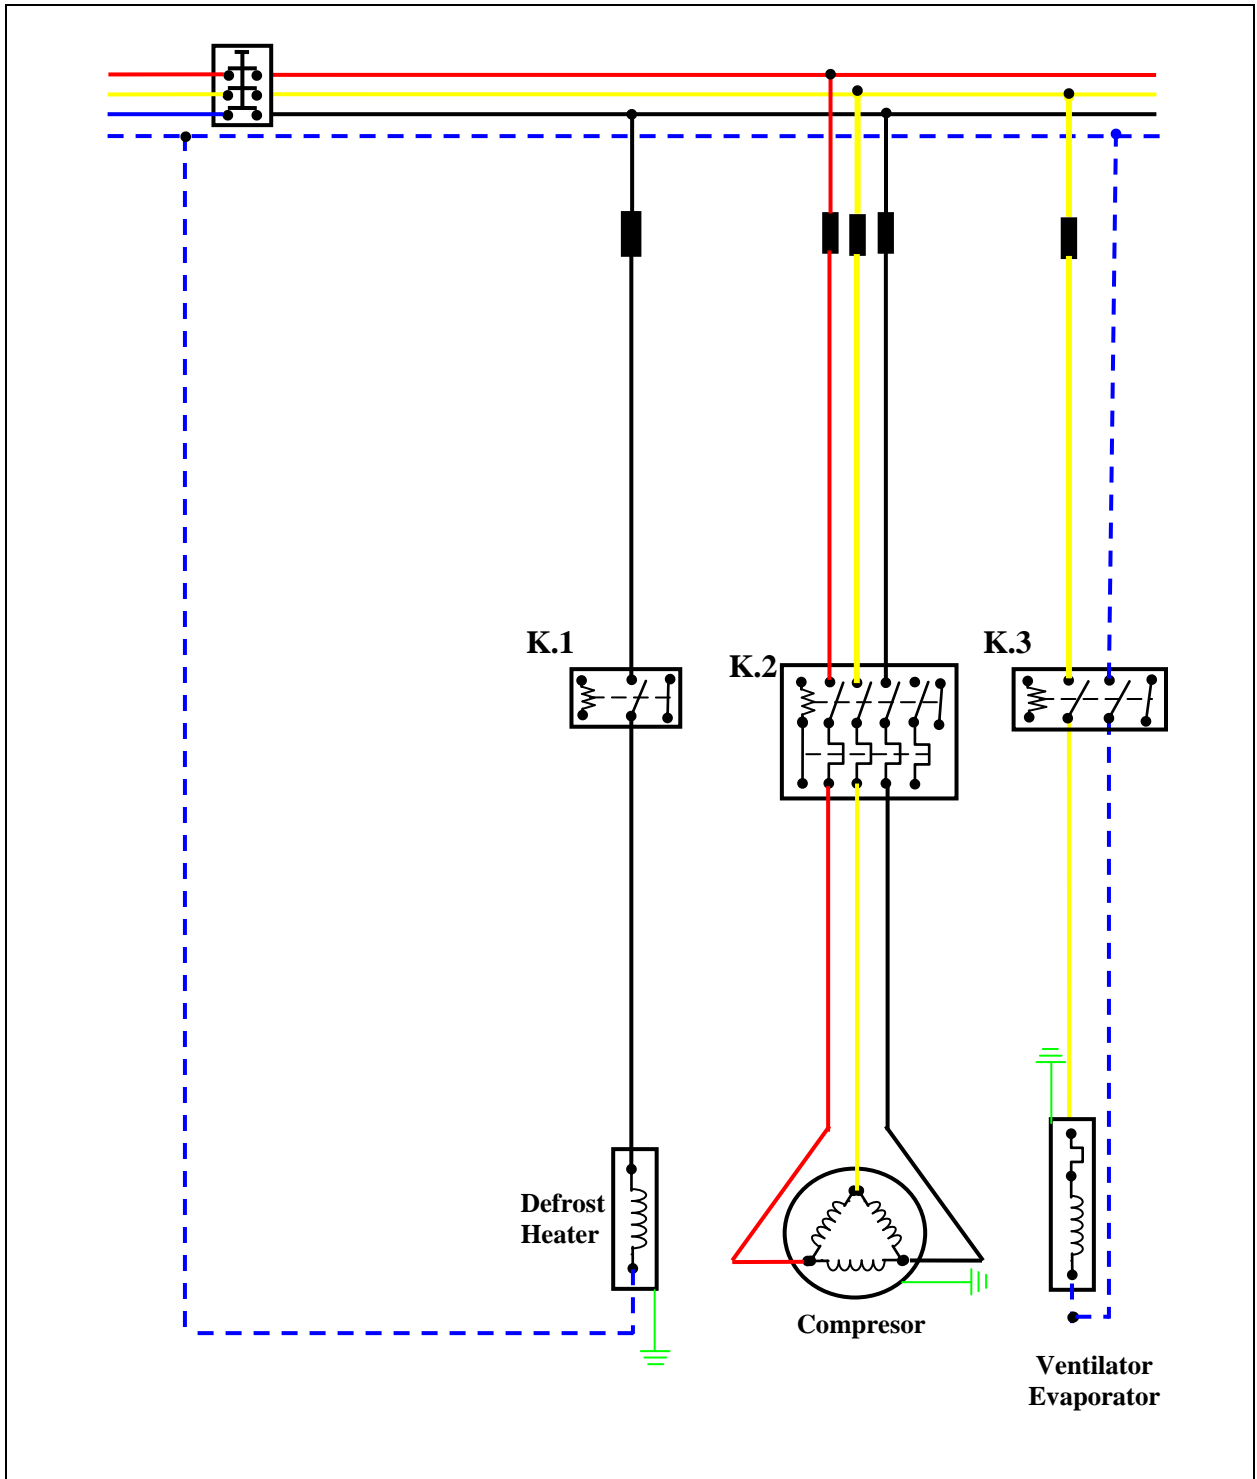 K.1
K.2
K.3
Defrost
Heater
Compresor
Ventilator
Evaporator